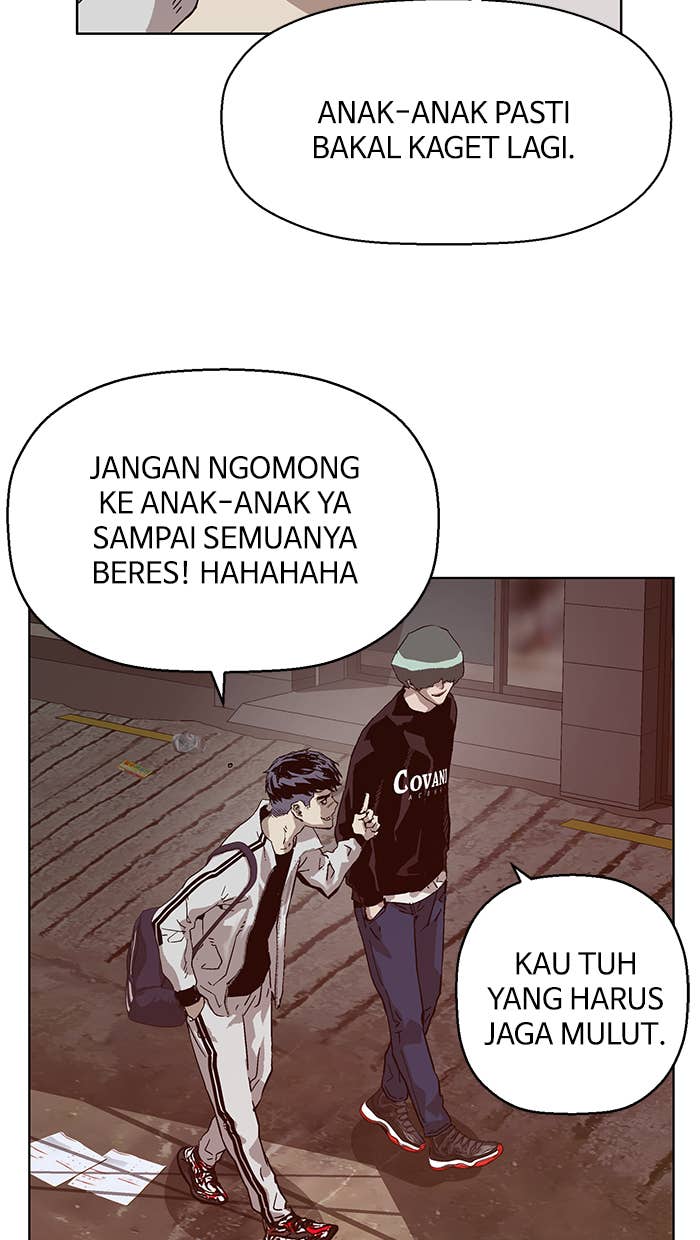 ANAK-ANAK PASTI
BAKAL KAGET LAGI.
JANGAN NGOMONG
KE ANAK-ANAK YA
SAMPAI SEMUANYA
BERES! HAHAHAHA
COVANI
KAU TUH
YANG HARUS
JAGA MULUT.